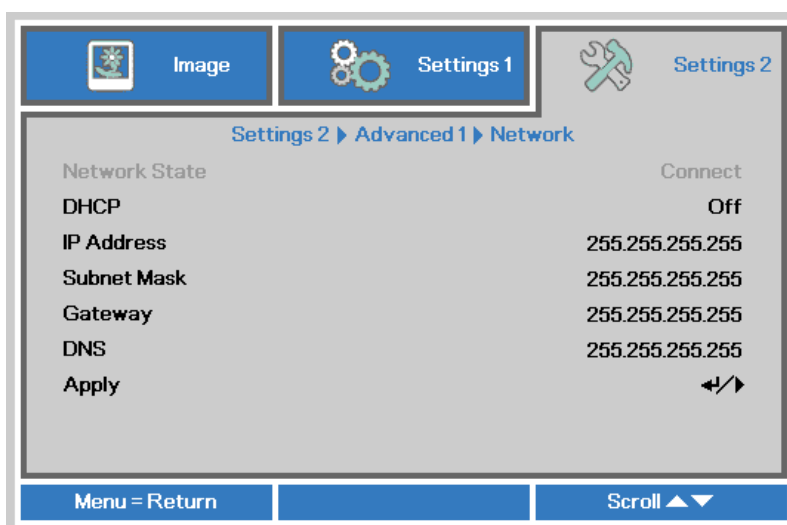 Image Settings 1 Settings 2
Settings 2 Advanced 1 Network
Network State Connect
DHCP Off
IP Address 255.255.255.255
Subnet Mask 255.255.255.255
Gateway 255.255.255.255
DNS 255.255.255.255
Apply ↵/▶
Menu = Return Scroll ▲▼